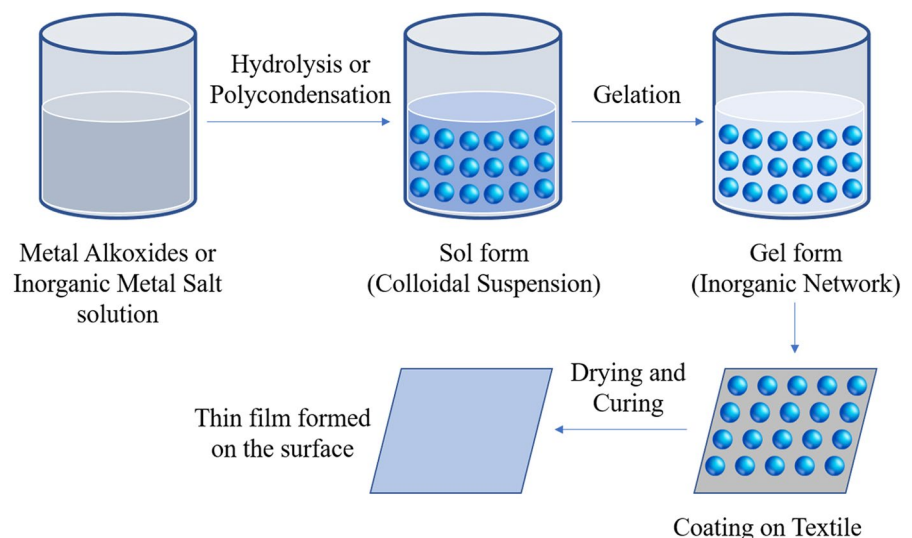 Hydrolysis or
Polycondensation
Gelation
Metal Alkoxides or
Inorganic Metal Salt
solution
Sol form
(Colloidal Suspension)
Gel form
(Inorganic Network)
Thin film formed
on the surface
Drying and
Curing
Coating on Textile